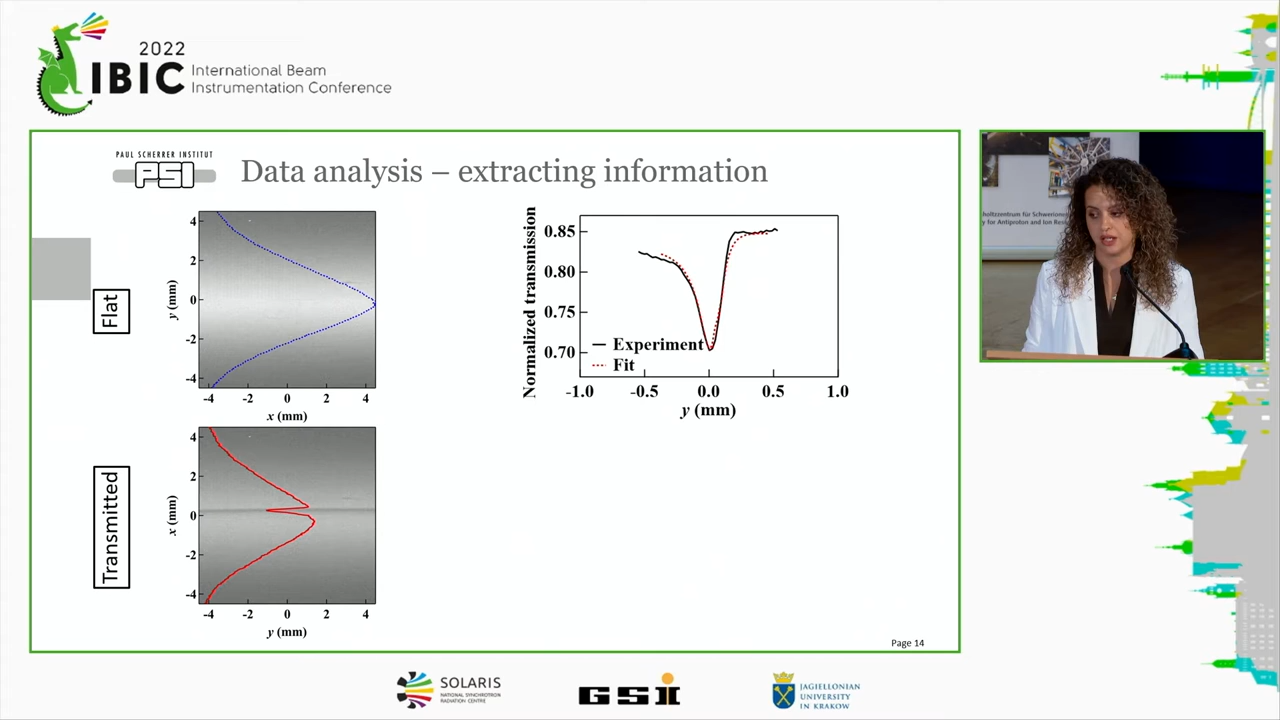 2022
IBIC
International Beam
Instrumentation Conference
PAUL SCHERRER INSTITUT
PSI
Data analysis – extracting information
Flat
4
2
0
-2
-4
y (mm)
-4 -2 0 2 4
x (mm)
Transmitted
4
2
0
-2
-4
x (mm)
-4 -2 0 2 4
y (mm)
Normalized transmission
0.85
0.80
0.75
0.70
Experiment
Fit
-1.0 -0.5 0.0 0.5 1.0
y (mm)
Page 14
SOLARIS
NATIONAL SYNCHROTRON
RADIATION CENTRE
GSI
JAGIELLONIAN
UNIVERSITY
IN KRAKOW